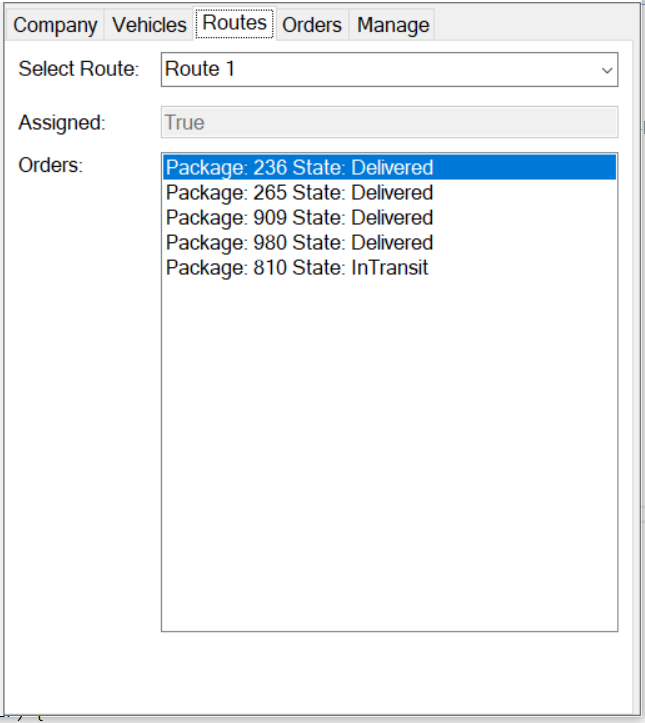 Company Vehicles Routes Orders Manage
Select Route: Route 1
Assigned: True
Orders:
Package: 236 State: Delivered
Package: 265 State: Delivered
Package: 909 State: Delivered
Package: 980 State: Delivered
Package: 810 State: InTransit